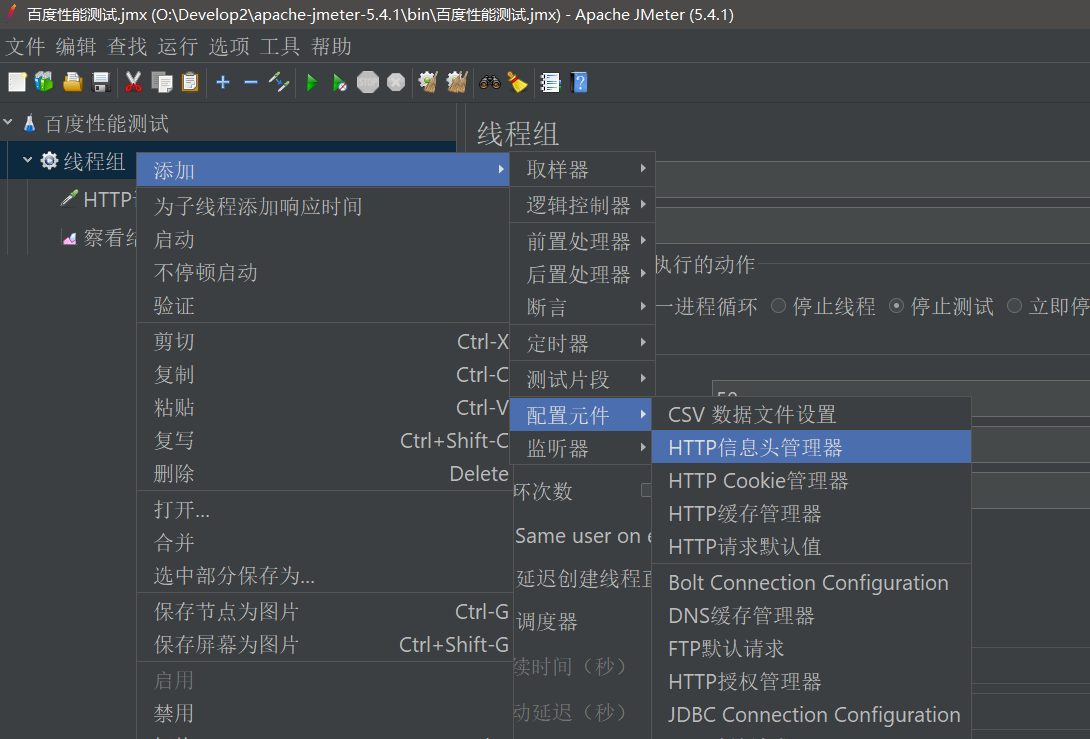 百度性能测试.jmx (O:\Develop2\apache-jmeter-5.4.1\bin\百度性能测试.jmx) - Apache JMeter (5.4.1)
文件 编辑 查找 运行 选项 工具 帮助
百度性能测试
线程组
HTTP
察看结
线程组
添加
为子线程添加响应时间
启动
不停顿启动
验证
剪切 Ctrl-X
复制 Ctrl-C
粘贴 Ctrl-V
复写 Ctrl+Shift-C
删除 Delete
打开...
合并
选中部分保存为...
保存节点为图片 Ctrl-G
保存屏幕为图片 Ctrl+Shift-G
启用
禁用
取样器
逻辑控制器
前置处理器
后置处理器
断言
定时器
测试片段
配置元件
监听器
执行的动作
一进程循环 停止线程 停止测试 立即停
环次数
Same user on e
延迟创建线程直
调度器
续时间（秒）
动延迟（秒）
CSV 数据文件设置
HTTP信息头管理器
HTTP Cookie管理器
HTTP缓存管理器
HTTP请求默认值
Bolt Connection Configuration
DNS缓存管理器
FTP默认请求
HTTP授权管理器
JDBC Connection Configuration